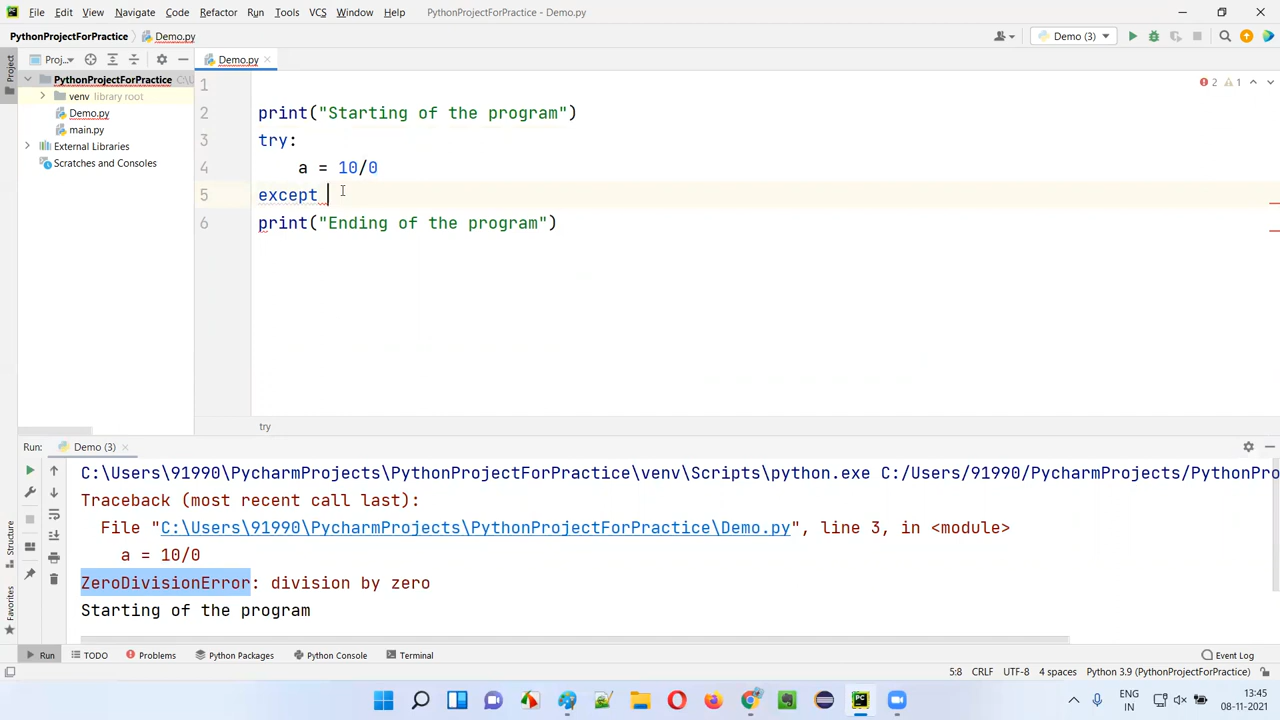 File Edit View Navigate Code Refactor Run Tools VCS Window Help PythonProjectForPractice - Demo.py
PythonProjectForPractice Demo.py Demo (3)
Project
Proj... Demo.py
PythonProjectForPractice C:\U
venv library root
Demo.py
main.py
External Libraries
Scratches and Consoles
2 1
1
2 print("Starting of the program")
3 try:
4 a = 10/0
5 except
6 print("Ending of the program")
try
Run: Demo (3)
C:\Users\91990\PycharmProjects\PythonProjectForPractice\venv\Scripts\python.exe C:/Users/91990/PycharmProjects/PythonPro
Traceback (most recent call last):
File "C:\Users\91990\PycharmProjects\PythonProjectForPractice\Demo.py", line 3, in <module>
a = 10/0
ZeroDivisionError: division by zero
Starting of the program
Structure
Favorites
Run TODO Problems Python Packages Python Console Terminal Event Log
5:8 CRLF UTF-8 4 spaces Python 3.9 (PythonProjectForPractice)
ENG
IN
13:45
08-11-2021